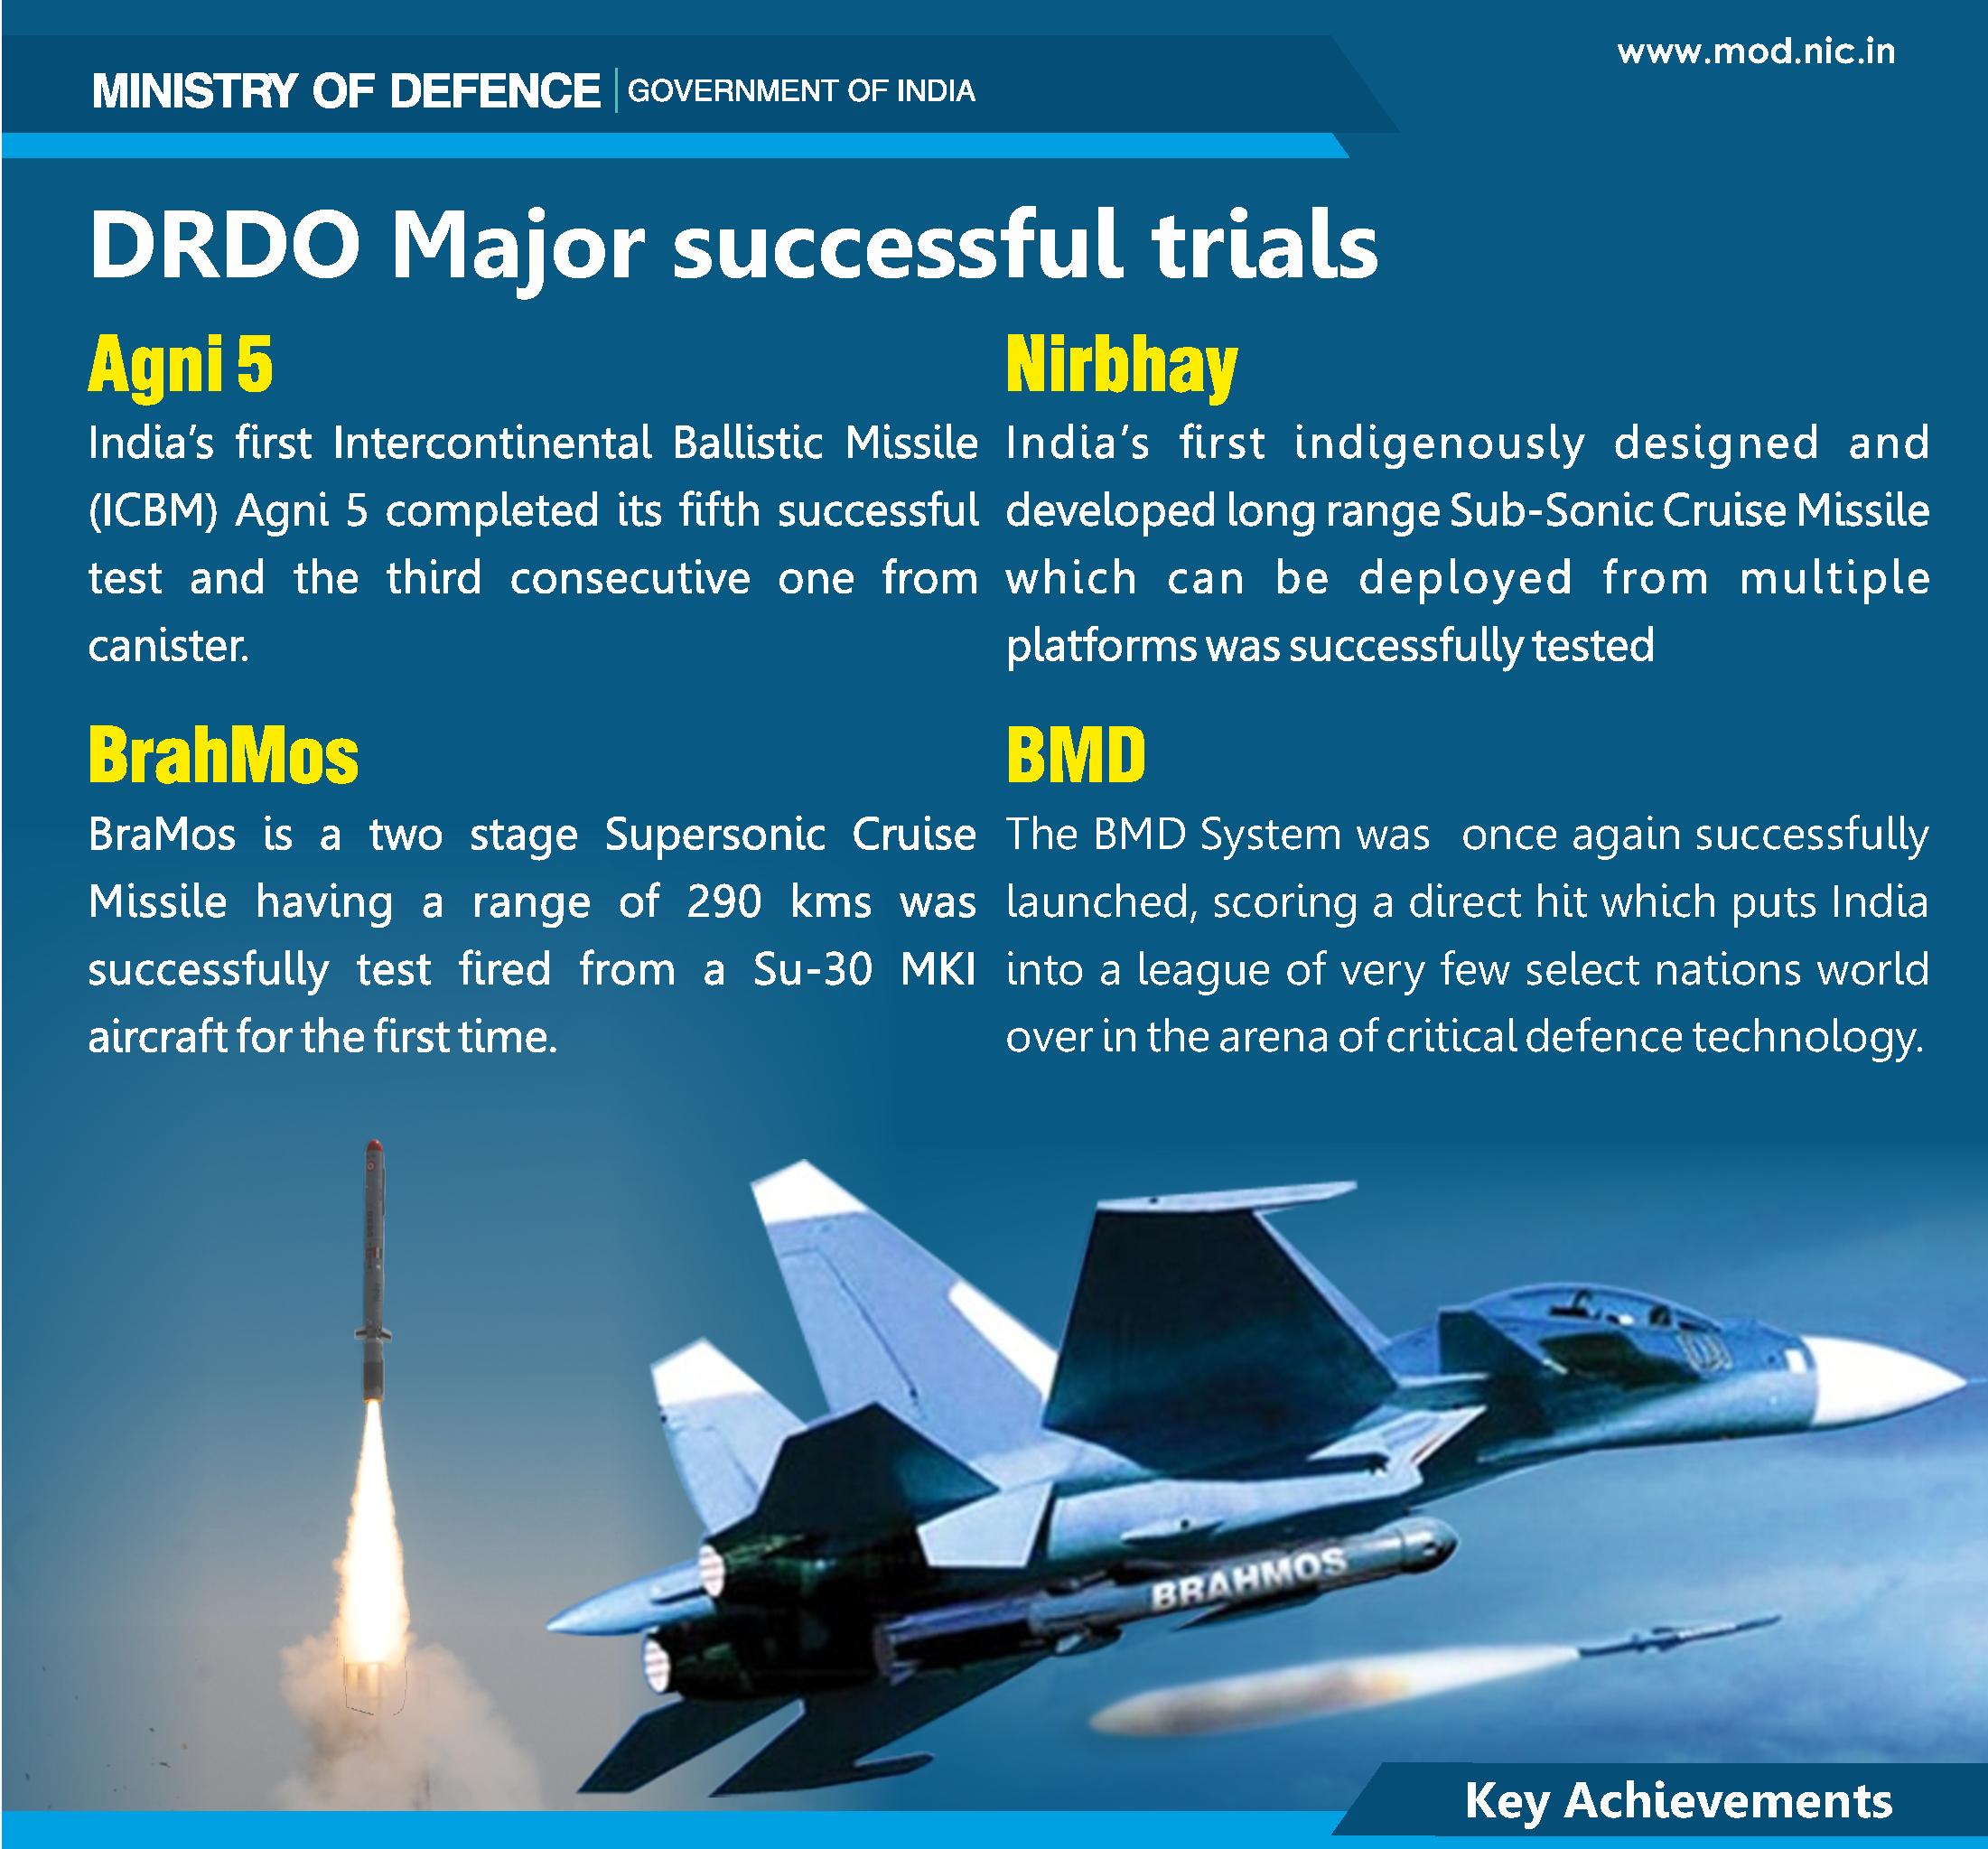 www.mod.nic.in
MINISTRY OF DEFENCE | GOVERNMENT OF INDIA
DRDO Major successful trials
Agni 5
India's first Intercontinental Ballistic Missile
(ICBM) Agni 5 completed its fifth successful
test and the third consecutive one from
canister.
Nirbhay
India's first indigenously designed and
developed long range Sub-Sonic Cruise Missile
which can be deployed from multiple
platforms was successfully tested
BrahMos
BraMos is a two stage Supersonic Cruise
Missile having a range of 290 kms was
successfully test fired from a Su-30 MKI
aircraft for the first time.
BMD
The BMD System was once again successfully
launched, scoring a direct hit which puts India
into a league of very few select nations world
over in the arena of critical defence technology.
BRAHMOS
Key Achievements